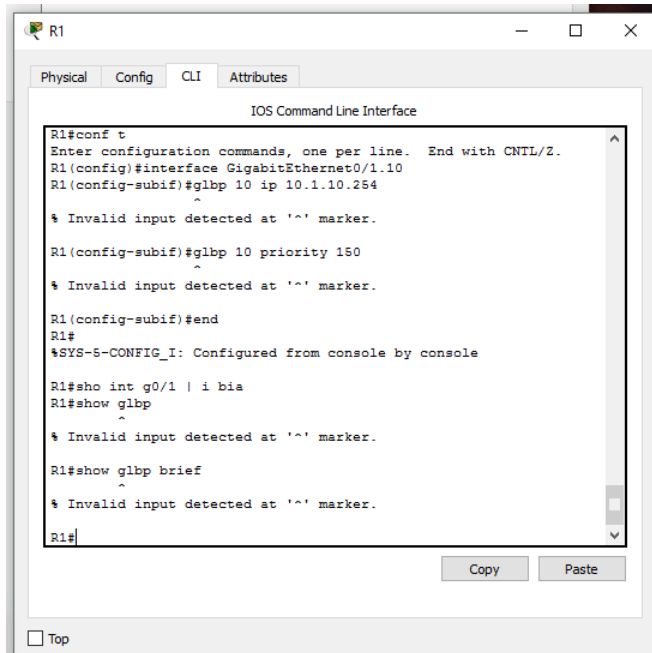 R1
Physical Config CLI Attributes
IOS Command Line Interface
R1#conf t
Enter configuration commands, one per line. End with CNTL/Z.
R1(config)#interface GigabitEthernet0/1.10
R1(config-subif)#glbp 10 ip 10.1.10.254
^
% Invalid input detected at '^' marker.
R1(config-subif)#glbp 10 priority 150
^
% Invalid input detected at '^' marker.
R1(config-subif)#end
R1#
%SYS-5-CONFIG_I: Configured from console by console
R1#sho int g0/1 | i bia
R1#show glbp
^
% Invalid input detected at '^' marker.
R1#show glbp brief
^
% Invalid input detected at '^' marker.
R1#
Copy Paste
Top